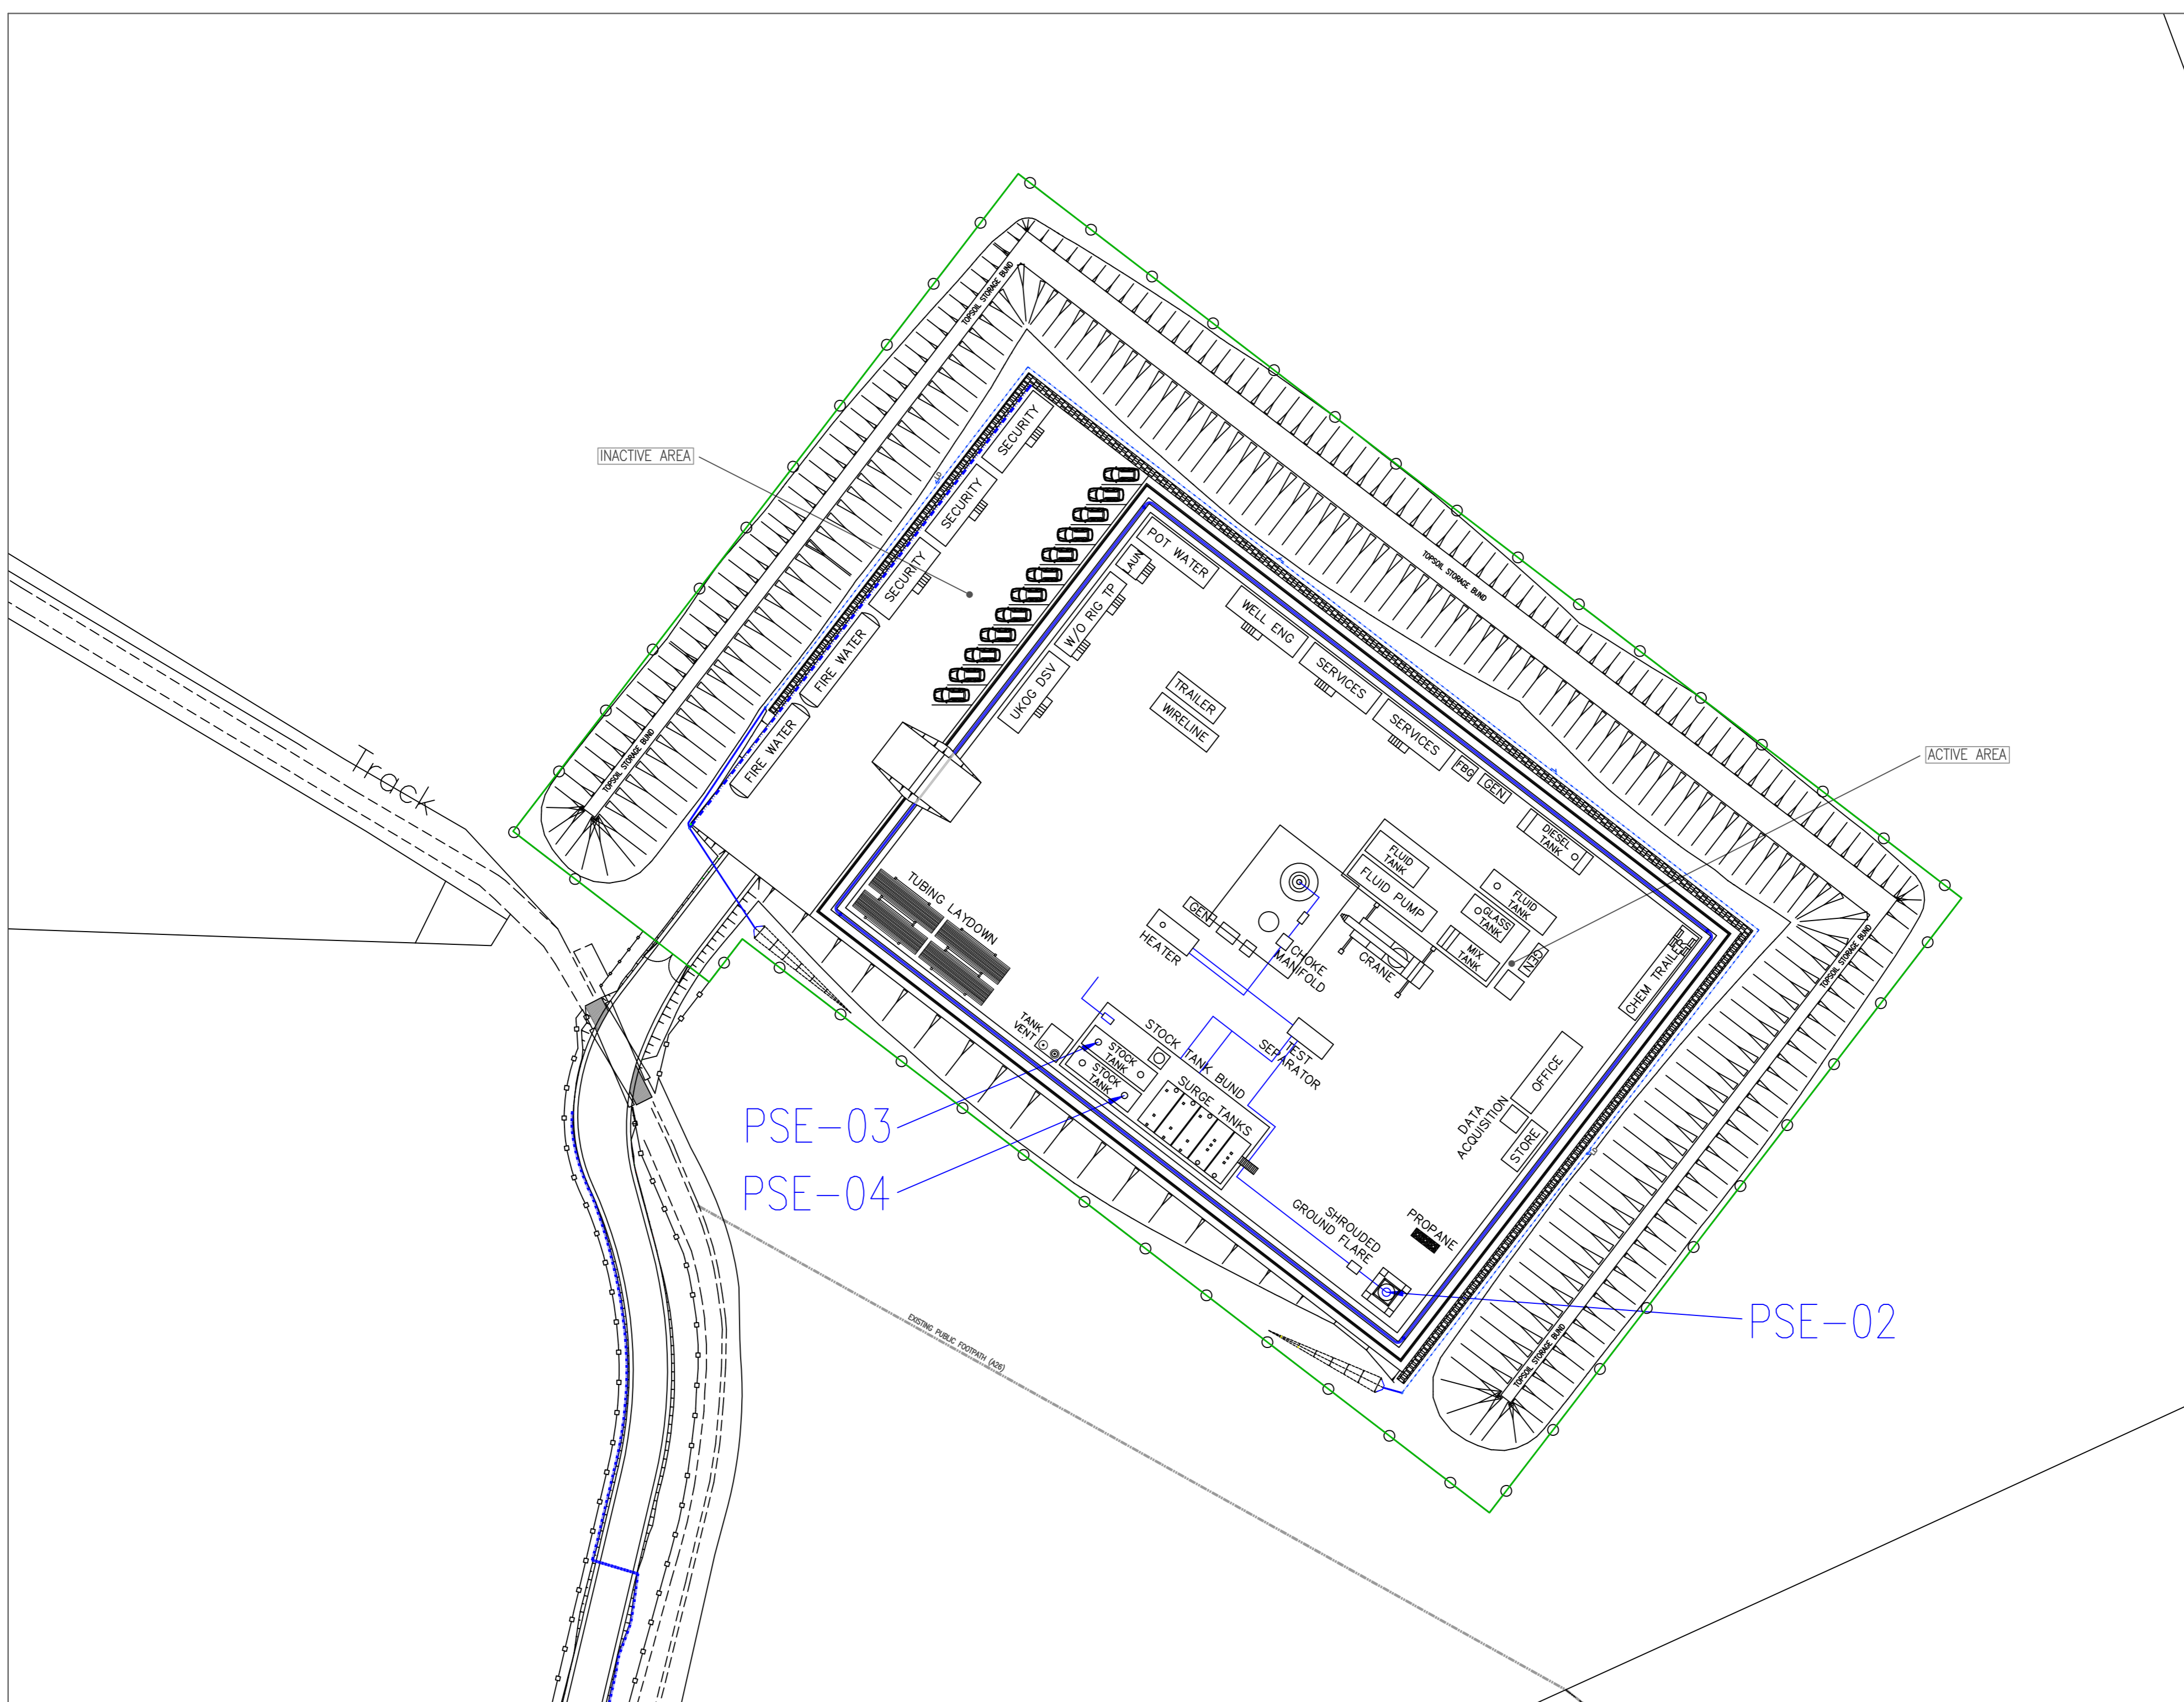 TOPSOIL STORAGE BUND
SECURITY
INACTIVE AREA
SECURITY
SECURITY
POT WATER
LAUN
W/O RIG TP
UKOG DSV
WELL ENG
SERVICES
SERVICES
TOPSOIL STORAGE BUND
FIRE WATER
FIRE WATER
TRAILER
WIRELINE
FBG
GEN
ACTIVE AREA
Track
TOPSOIL STORAGE BUND
DIESEL
TANK
FLUID
TANK
FLUID PUMP
FLUID
TANK
GLASS
TANK
MIX
TANK
GEN
TUBING LAYDOWN
GEN
HEATER
CHOKE
MANIFOLD
CRANE
CHEM TRAILER
TOPSOIL STORAGE BUND
TANK
VENT
STOCK
TANK
STOCK
TANK
STOCK TANK BUND
SURGE TANKS
TEST
SEPARATOR
OFFICE
DATA
ACQUISITION
STORE
PSE-03
PSE-04
SHROUDED
GROUND FLARE
PROPANE
PSE-02
EXISTING PUBLIC FOOTPATH (A26)
TOPSOIL STORAGE BUND